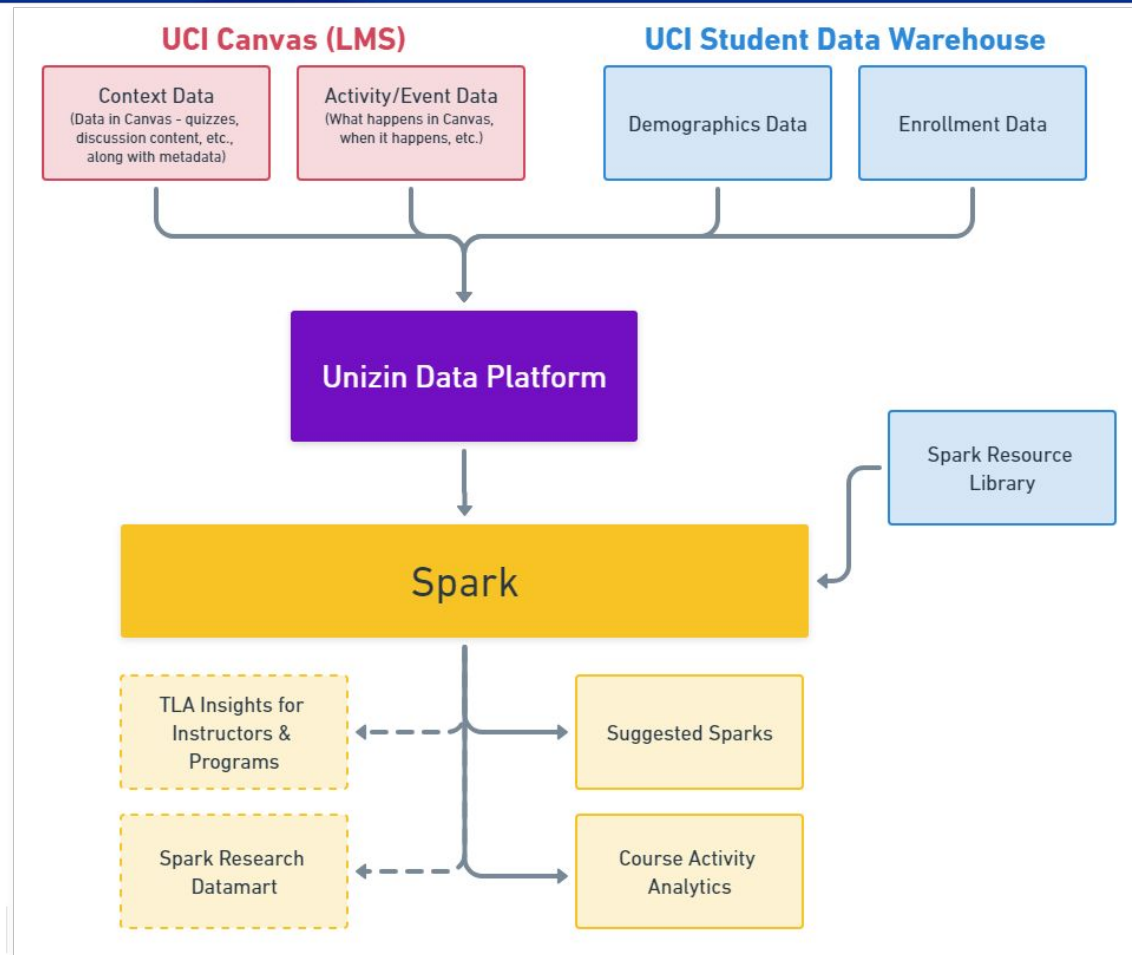 UCI Canvas (LMS)
UCI Student Data Warehouse
Context Data
(Data in Canvas - quizzes,
discussion content, etc.,
along with metadata)
Activity/Event Data
(What happens in Canvas,
when it happens, etc.)
Demographics Data
Enrollment Data
Unizin Data Platform
Spark Resource
Library
Spark
TLA Insights for
Instructors &
Programs
Suggested Sparks
Spark Research
Datamart
Course Activity
Analytics